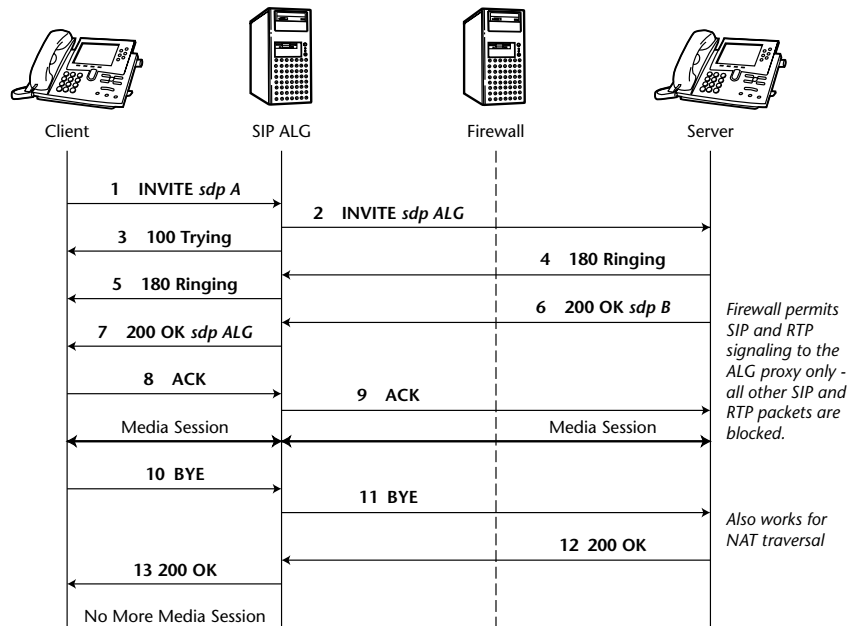 Client
SIP ALG
Firewall
Server
1 INVITE sdp A
2 INVITE sdp ALG
3 100 Trying
4 180 Ringing
5 180 Ringing
6 200 OK sdp B
7 200 OK sdp ALG
8 ACK
9 ACK
Media Session
Media Session
10 BYE
11 BYE
12 200 OK
13 200 OK
No More Media Session
Firewall permits
SIP and RTP
signaling to the
ALG proxy only -
all other SIP and
RTP packets are
blocked.
Also works for
NAT traversal